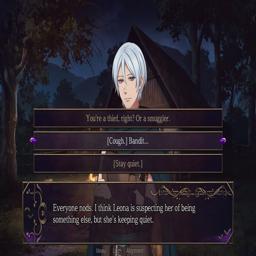 You're a thief, right? Or a smuggler.
[Cough.] Bandit...
[Stay quiet.]
Everyone nods. I think Leona is suspecting her of being
something else, but she's keeping quiet.